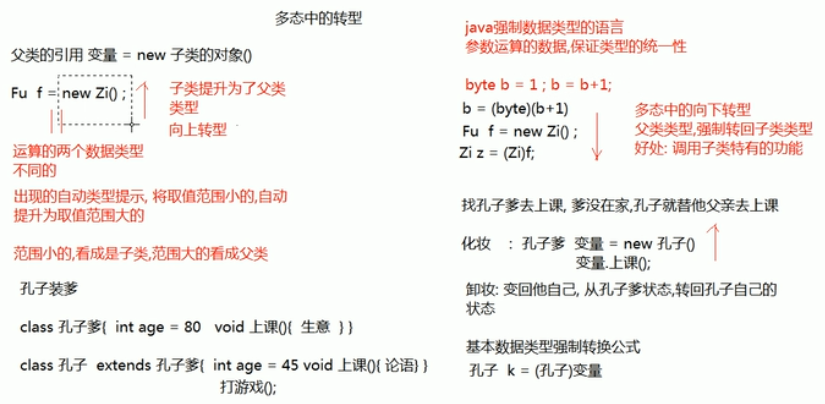 多态中的转型
父类的引用 变量 = new 子类的对象()
Fu f = new Zi() ;
子类提升为了父类
类型
向上转型
运算的两个数据类型
不同的
出现的自动类型提示, 将取值范围小的,自动
提升为取值范围大的
范围小的,看成是子类,范围大的看成父类
孔子装爹
class 孔子爹{ int age = 80 void 上课(){ 生意 } }
class 孔子 extends 孔子爹{ int age = 45 void 上课(){ 论语} }
打游戏();
java强制数据类型的语言
参数运算的数据,保证类型的统一性
byte b = 1 ; b = b+1;
b = (byte)(b+1)
Fu f = new Zi() ;
Zi z = (Zi)f;
多态中的向下转型
父类类型,强制转回子类类型
好处: 调用子类特有的功能
找孔子爹去上课, 爹没在家,孔子就替他父亲去上课
化妆 : 孔子爹 变量 = new 孔子()
变量.上课();
卸妆: 变回他自己, 从孔子爹状态,转回孔子自己的
状态
基本数据类型强制转换公式
孔子 k = (孔子)变量